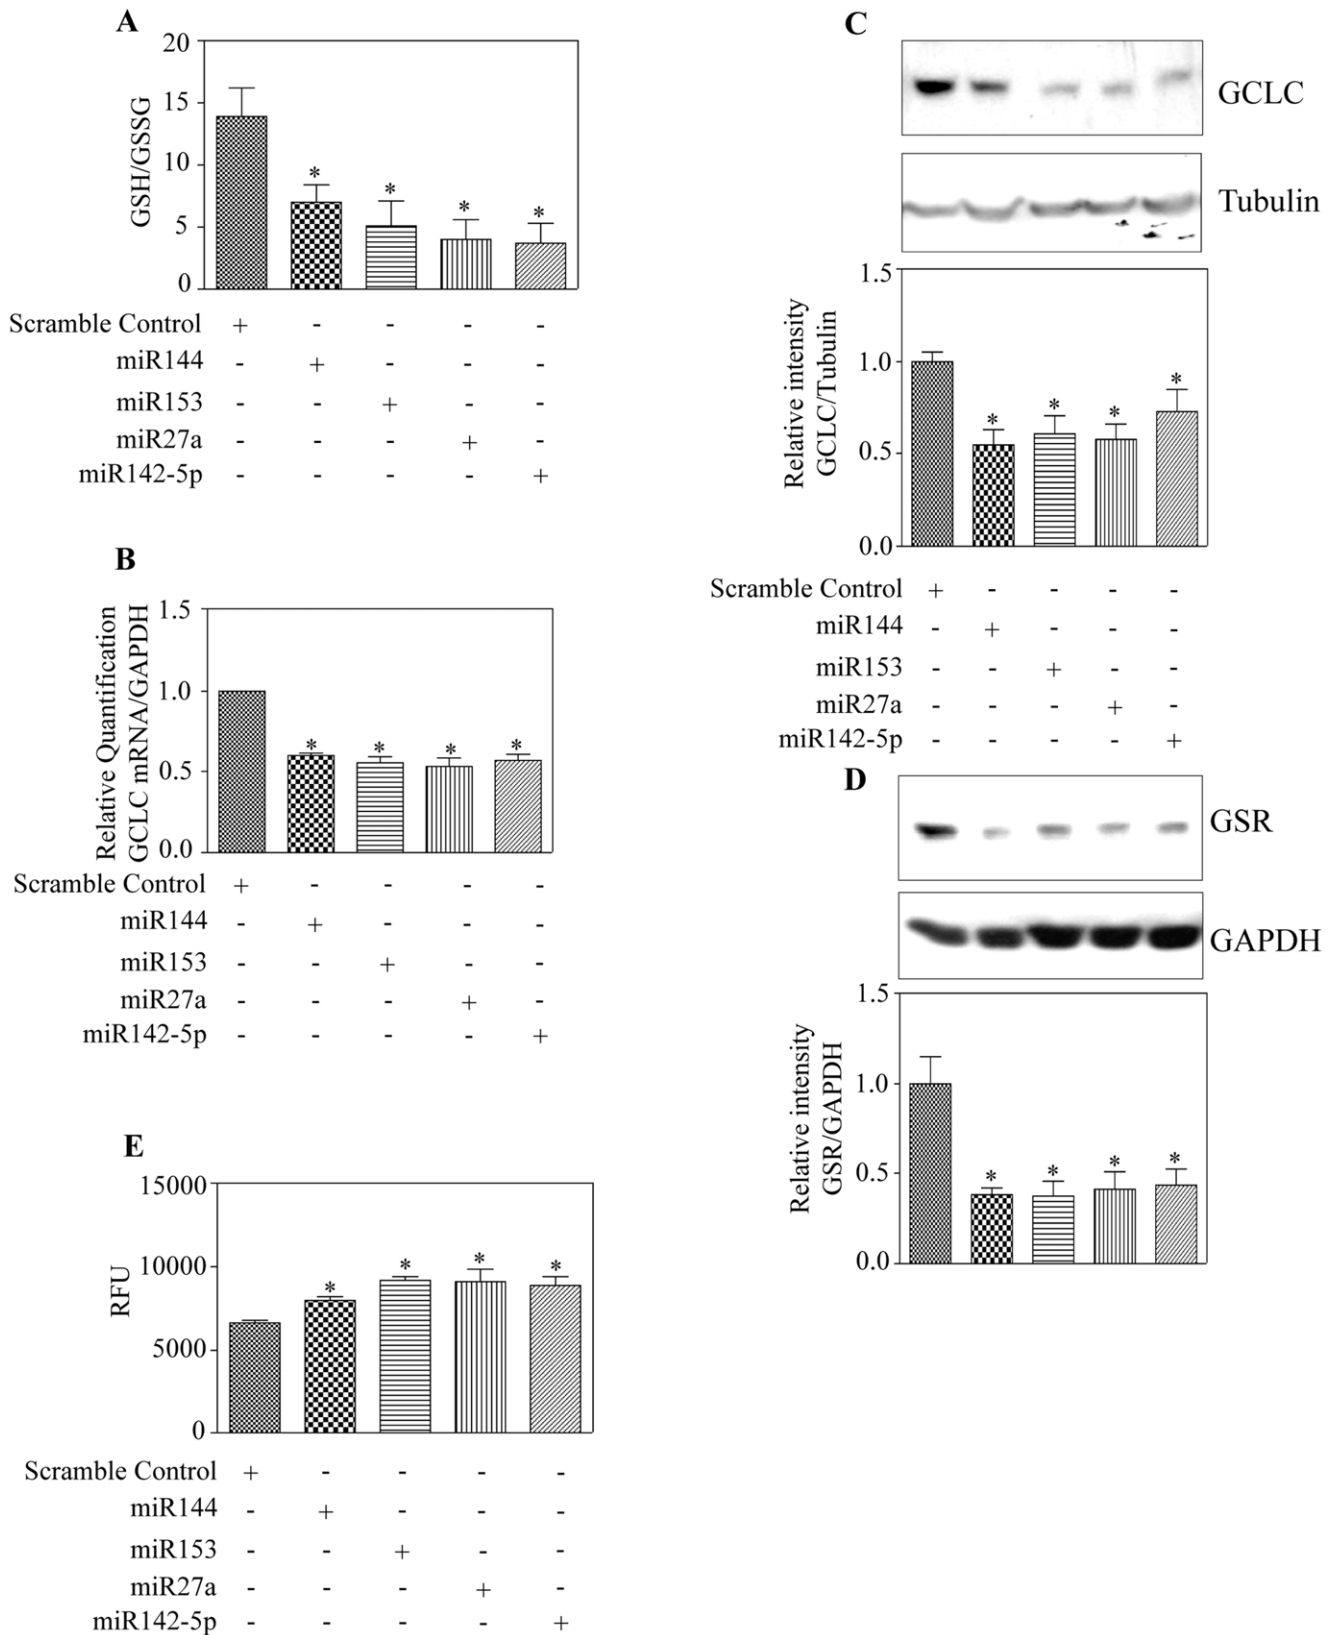 A
GSH/GSSG
20
15
10
5
0
Scramble Control + - - - -
miR144 - + - - -
miR153 - - + - -
miR27a - - - + -
miR142-5p - - - - +
B
Relative Quantification
GCLC mRNA/GAPDH
1.5
1.0
0.5
0.0
* * * *
Scramble Control + - - - -
miR144 - + - - -
miR153 - - + - -
miR27a - - - + -
miR142-5p - - - - +
E
RFU
15000
10000
5000
0
* * * *
Scramble Control + - - - -
miR144 - + - - -
miR153 - - + - -
miR27a - - - + -
miR142-5p - - - - +
C
GCLC
Tubulin
Relative intensity
GCLC/Tubulin
1.5
1.0
0.5
0.0
* * * *
Scramble Control + - - - -
miR144 - + - - -
miR153 - - + - -
miR27a - - - + -
miR142-5p - - - - +
D
GSR
GAPDH
Relative intensity
GSR/GAPDH
1.5
1.0
0.5
0.0
* * * *